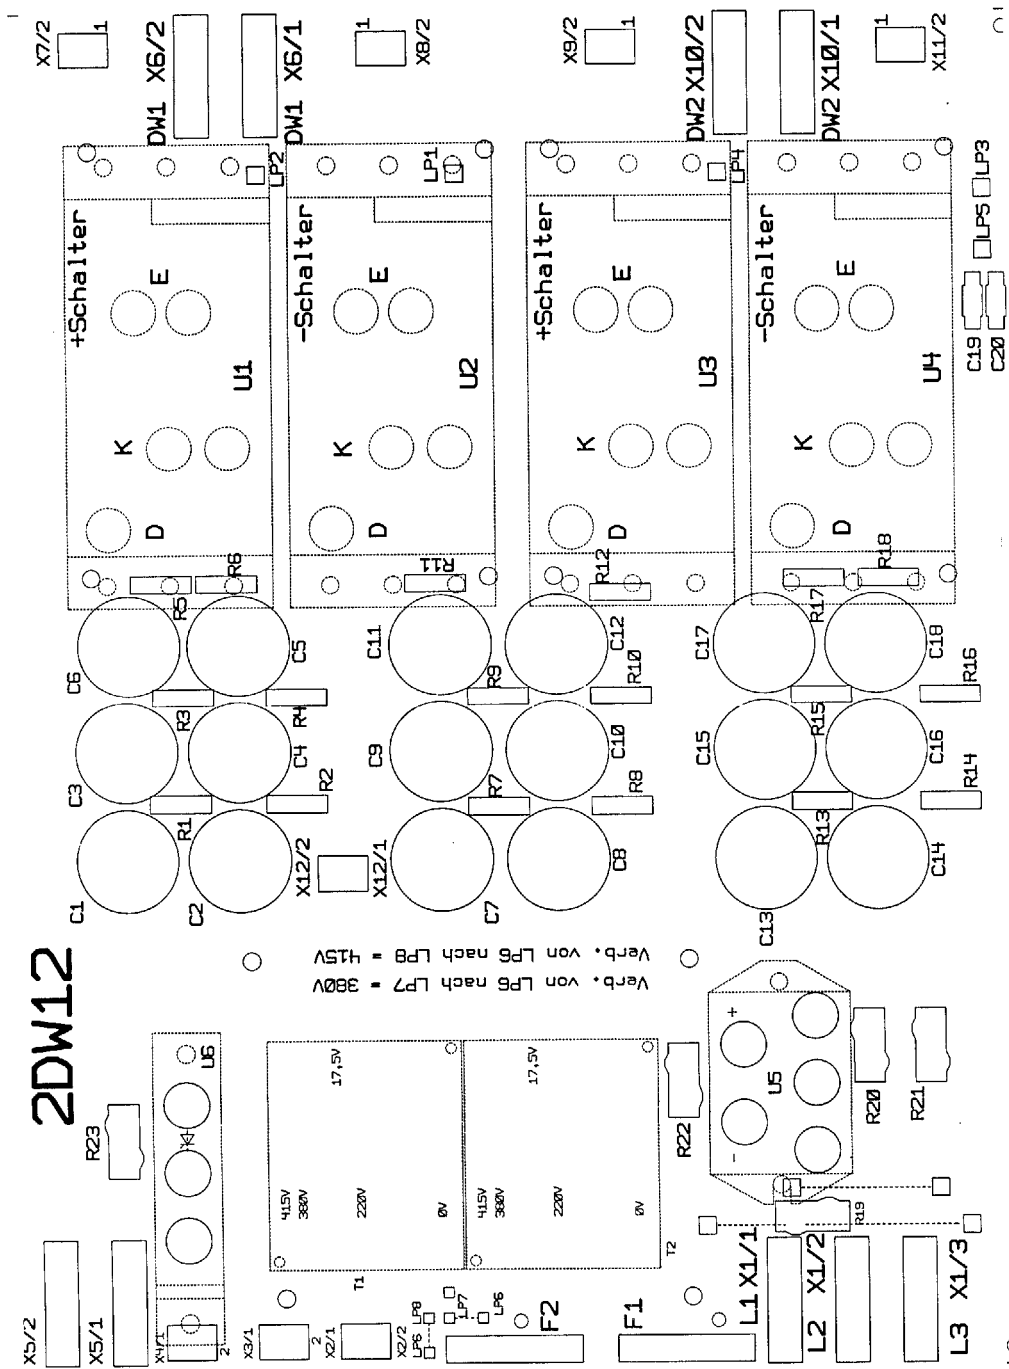 X7/2
1
X6/2
DW1
X6/1
DW1
1
X8/2
X9/2
1
X10/2
DW2
X10/1
DW2
1
X11/2
+Schalter
E
K
D
U1
LP2
-Schalter
E
K
D
U2
LP1
+Schalter
E
K
D
U3
LP4
-Schalter
E
K
D
U4
LP3
LP5
C19
C20
R5
R6
R11
R12
R17
R18
C6
C5
C11
C12
C17
C18
R3
R4
R9
R10
R15
R16
C3
C4
C9
C10
C15
C16
R1
R2
R7
R8
R13
R14
C1
C2
X12/2
X12/1
C7
C8
C13
C14
2DW12
Verb. von LP6 nach LP8 = 415V
Verb. von LP6 nach LP7 = 380V
R23
U6
17,5V
415V
380V
220V
0V
T1
17,5V
415V
380V
220V
0V
T2
R22
+
-
U5
R20
R21
R19
X5/2
X5/1
X4/1
2
X3/1
2
X2/1
X2/2
LP8
LP6
LP7
LP6
F2
F1
L1 X1/1
L2 X1/2
L3 X1/3